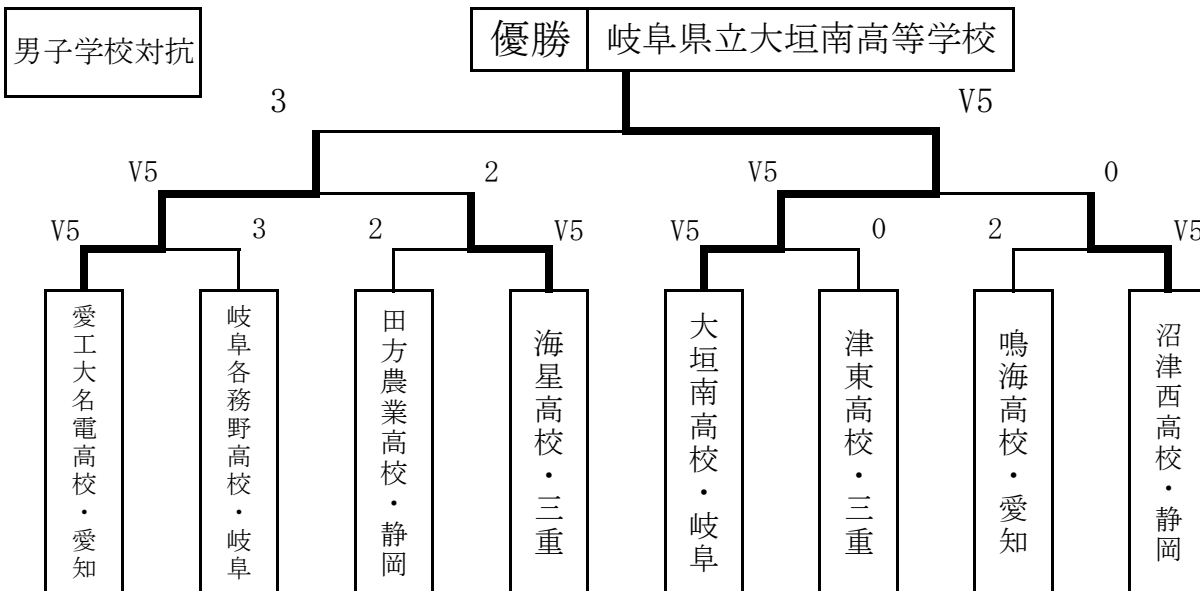 男子学校対抗
優勝 岐阜県立大垣南高等学校
3 V5
V5 2 V5 0
V5 3 2 V5 V5 0 2 V5
愛工大名電高校・愛知
岐阜各務野高校・岐阜
田方農業高校・静岡
海星高校・三重
大垣南高校・岐阜
津東高校・三重
鳴海高校・愛知
沼津西高校・静岡